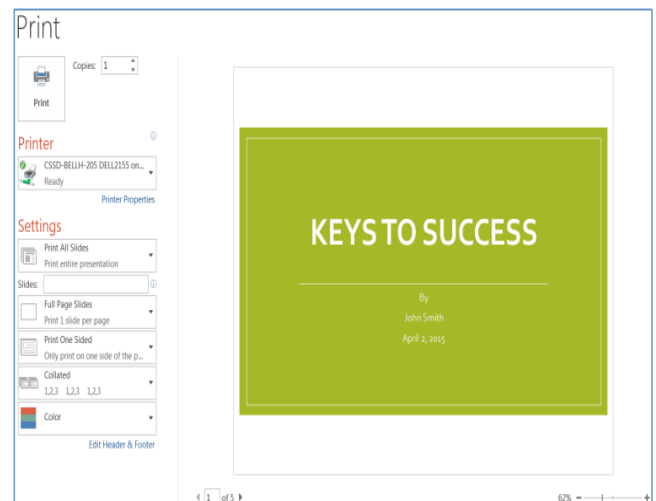 Print
Copies: 1
Print
Printer
CSSD-BELLH-205 DELL2155 on...
Ready
Printer Properties
Settings
Print All Slides
Print entire presentation
Slides:
Full Page Slides
Print 1 slide per page
Print One Sided
Only print on one side of the p...
Collated
1,2,3 1,2,3 1,2,3
Color
Edit Header & Footer
KEYS TO SUCCESS
By
John Smith
April 2, 2015
1 of 5
62%